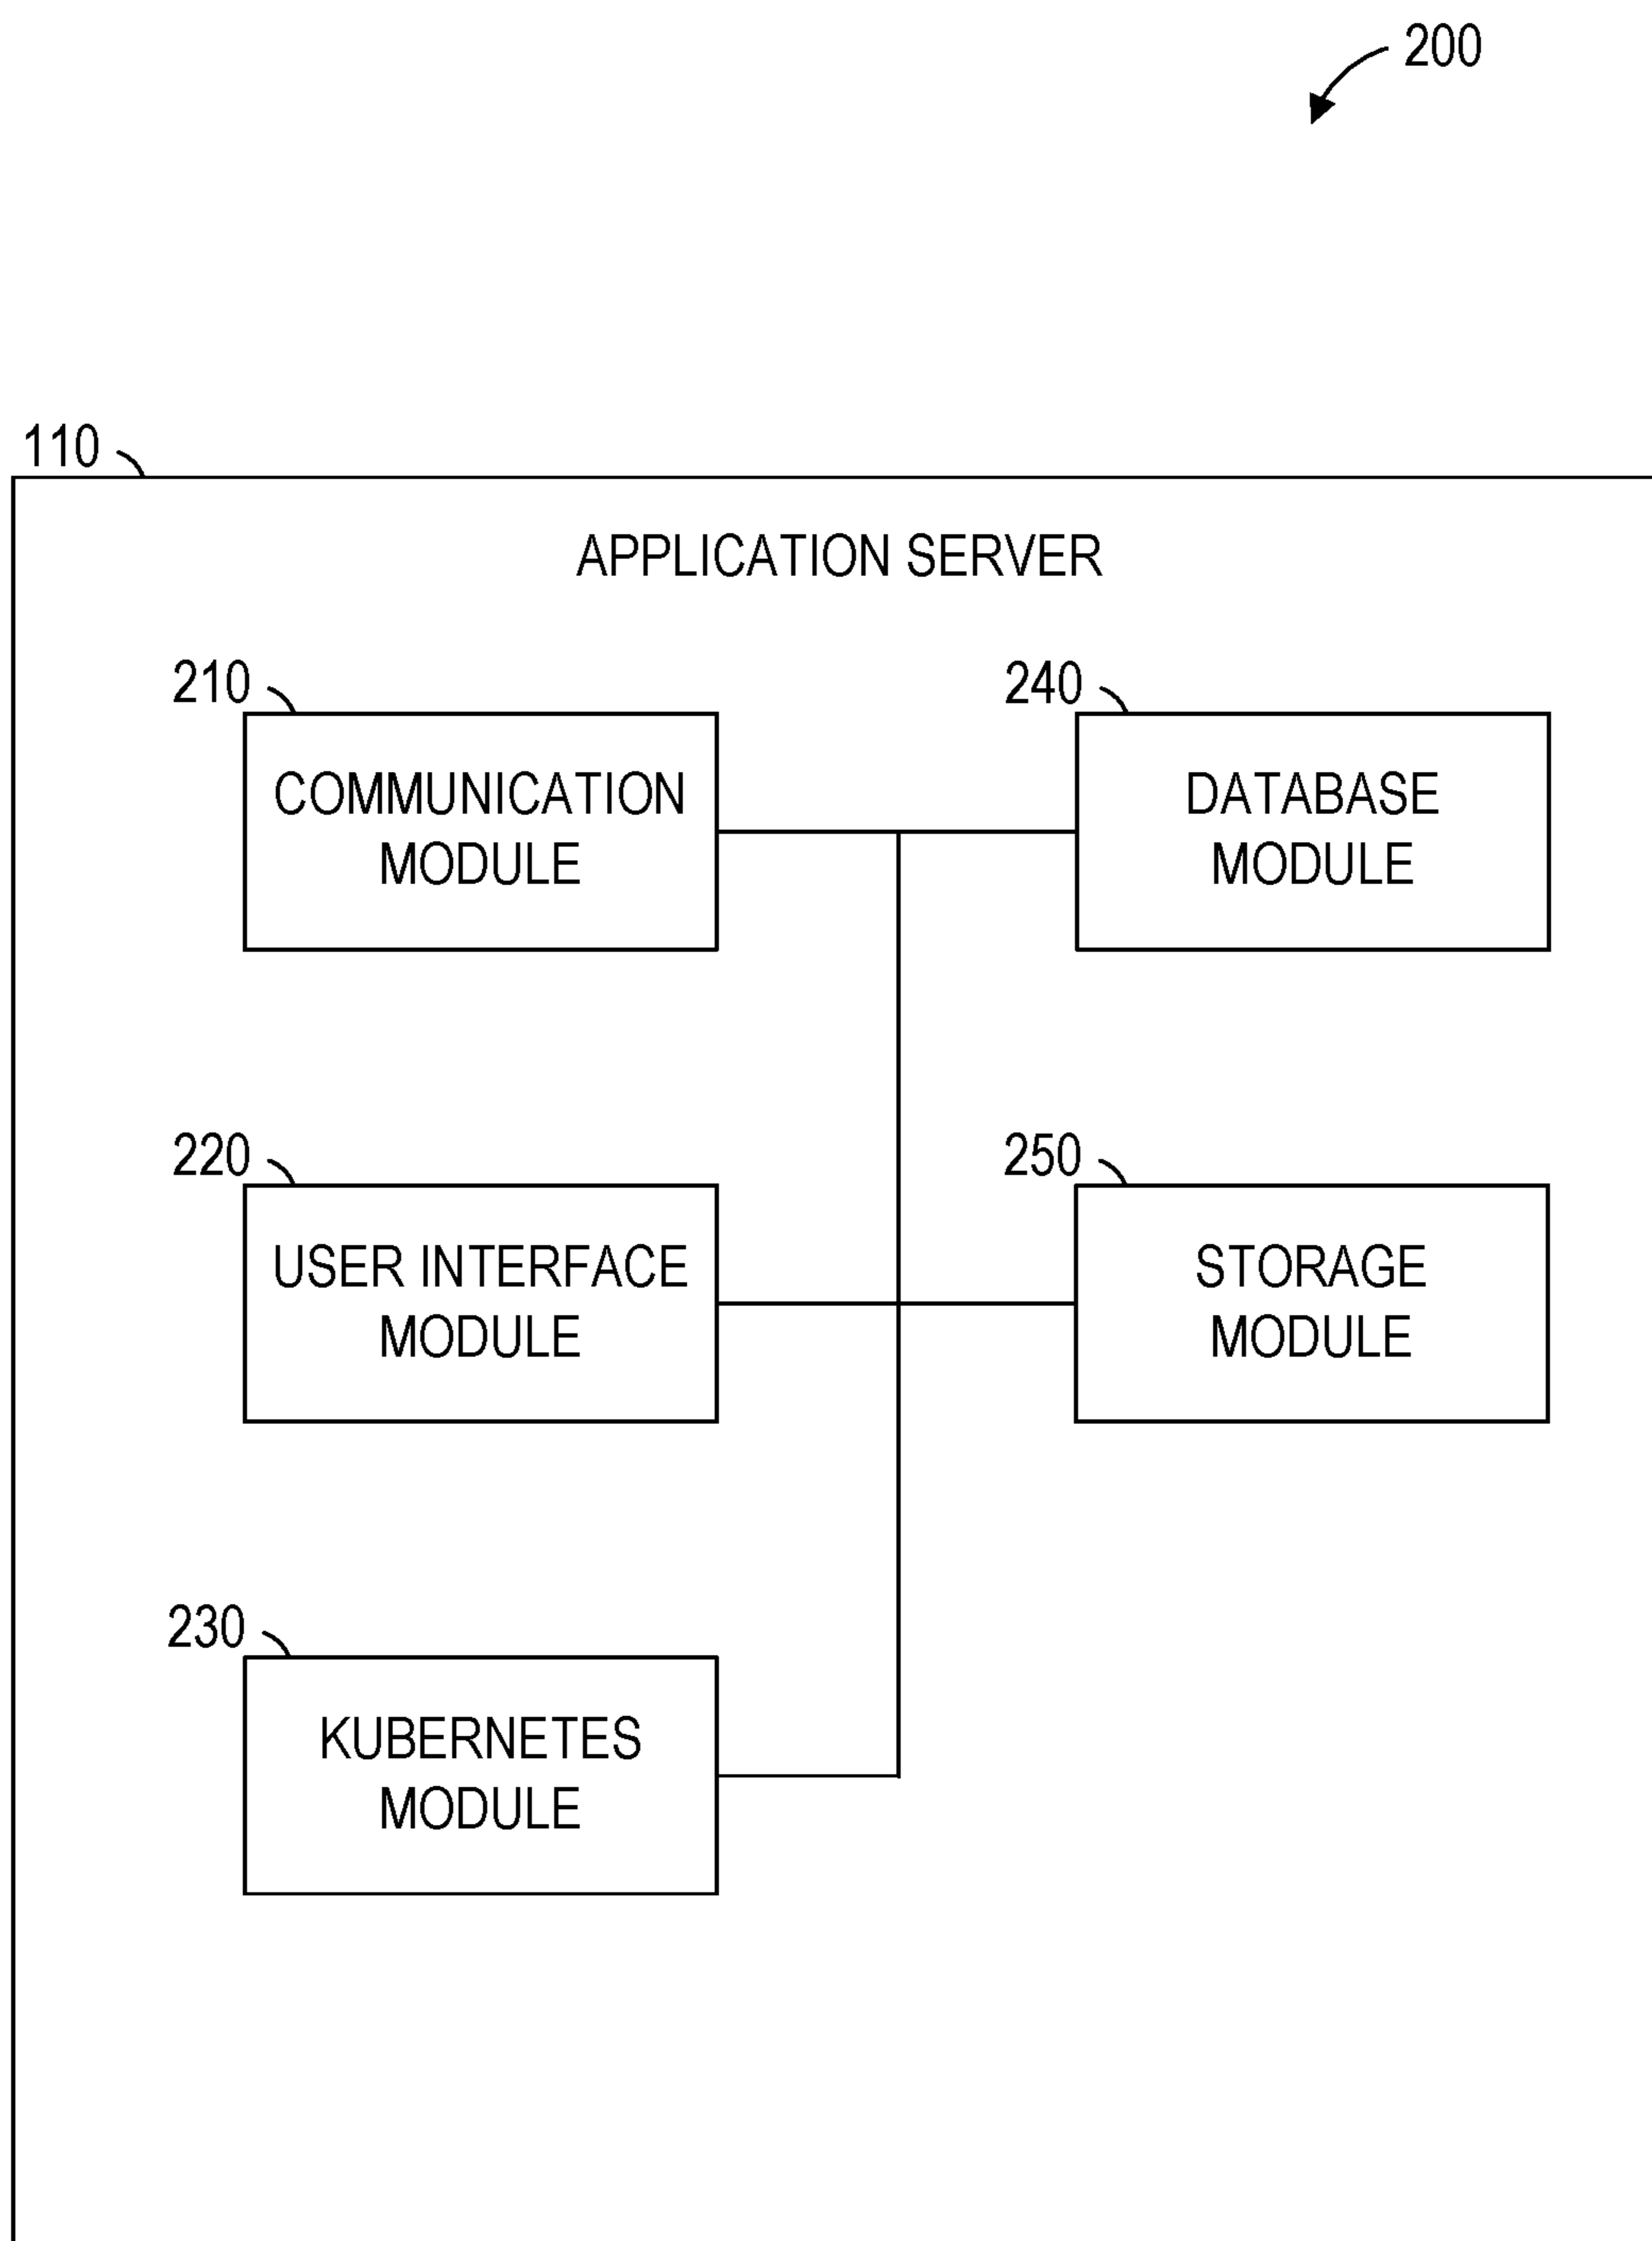 200
110
APPLICATION SERVER
210
240
COMMUNICATION
MODULE
DATABASE
MODULE
220
250
USER INTERFACE
MODULE
STORAGE
MODULE
230
KUBERNETES
MODULE